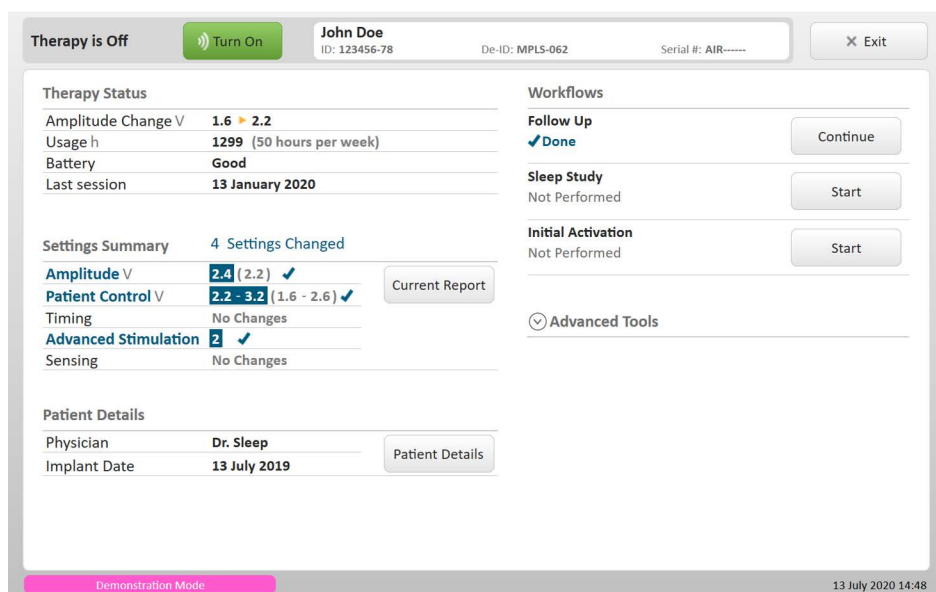 Therapy is Off
Turn On
John Doe
ID: 123456-78 De-ID: MPLS-062 Serial #: AIR------
Exit
Therapy Status
Amplitude Change V 1.6 ▸ 2.2
Usage h 1299 (50 hours per week)
Battery Good
Last session 13 January 2020
Settings Summary 4 Settings Changed
Amplitude V 2.4 (2.2) ✔
Patient Control V 2.2 - 3.2 (1.6 - 2.6) ✔
Timing No Changes
Advanced Stimulation 2 ✔
Sensing No Changes
Current Report
Patient Details
Physician Dr. Sleep
Implant Date 13 July 2019
Patient Details
Workflows
Follow Up
✔Done
Continue
Sleep Study
Not Performed
Start
Initial Activation
Not Performed
Start
Advanced Tools
Demonstration Mode
13 July 2020 14:48